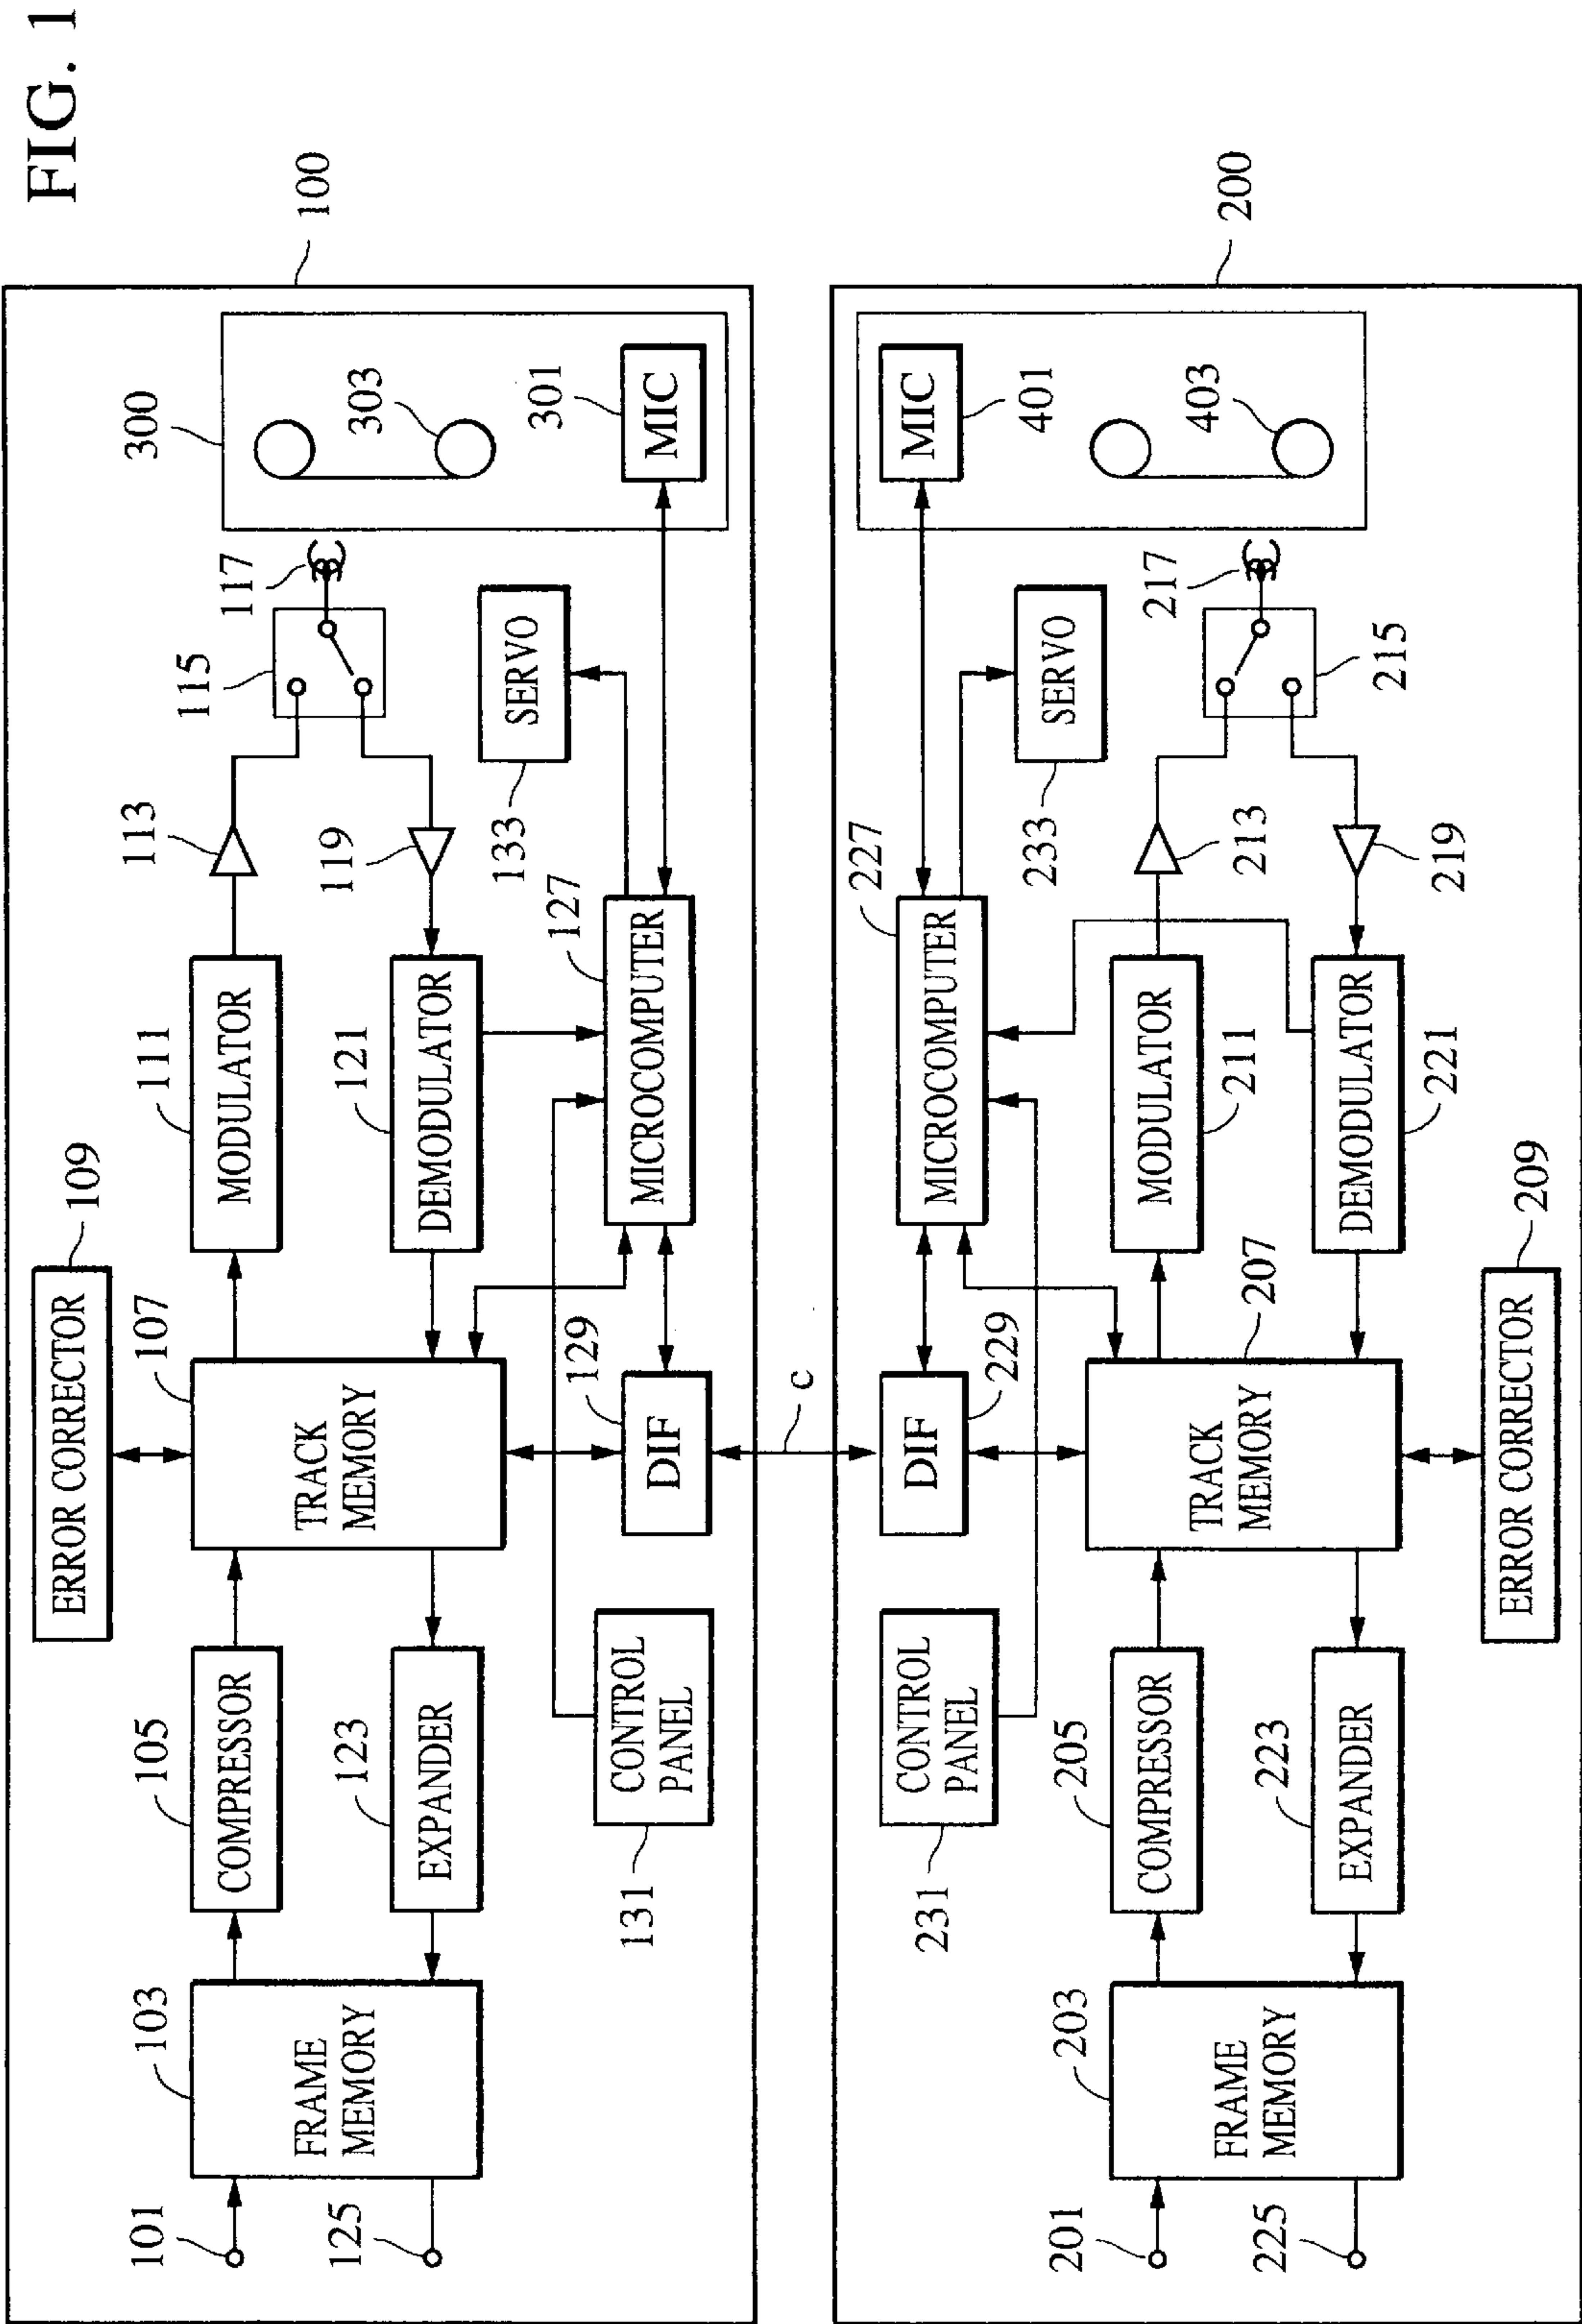 FIG. 1
100
300
303
301
MIC
117
115
113
119
133
SERVO
111
MODULATOR
121
DEMODULATOR
127
MICROCOMPUTER
109
ERROR CORRECTOR
107
TRACK
MEMORY
129
DIF
105
COMPRESSOR
123
EXPANDER
131
CONTROL
PANEL
103
FRAME
MEMORY
101
125
c
200
MIC
401
403
217
215
213
219
SERVO
233
227
MICROCOMPUTER
MODULATOR
211
DEMODULATOR
221
DIF
229
207
TRACK
MEMORY
209
ERROR CORRECTOR
CONTROL
PANEL
231
205
COMPRESSOR
223
EXPANDER
203
FRAME
MEMORY
201
225